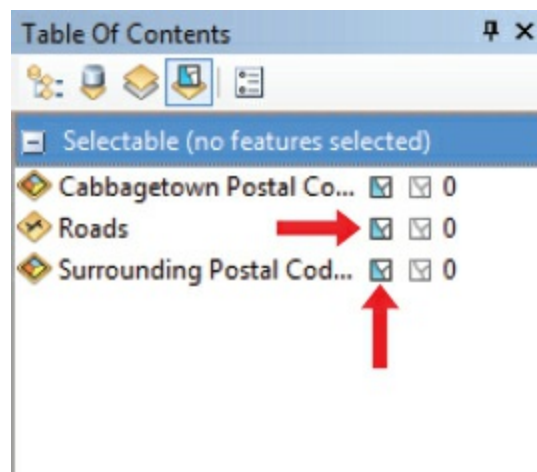 Table Of Contents
Selectable (no features selected)
Cabbagetown Postal Co... 0
Roads 0
Surrounding Postal Cod... 0